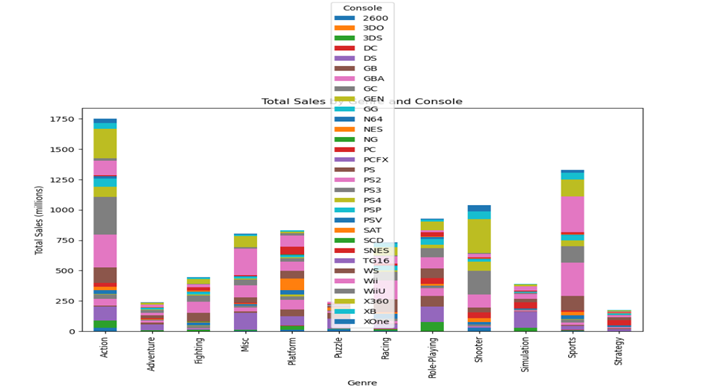 Console
2600
3DO
3DS
DC
DS
GB
GBA
GC
GEN
GG
N64
NES
NG
PC
PCFX
PS
PS2
PS3
PS4
PSP
PSV
SAT
SCD
SNES
TG16
WS
Wii
WiiU
X360
XB
XOne
Total Sales by Genre and Console
Total Sales (millions)
1750
1500
1250
1000
750
500
250
0
Action
Adventure
Fighting
Misc
Platform
Puzzle
Racing
Role-Playing
Shooter
Simulation
Sports
Strategy
Genre